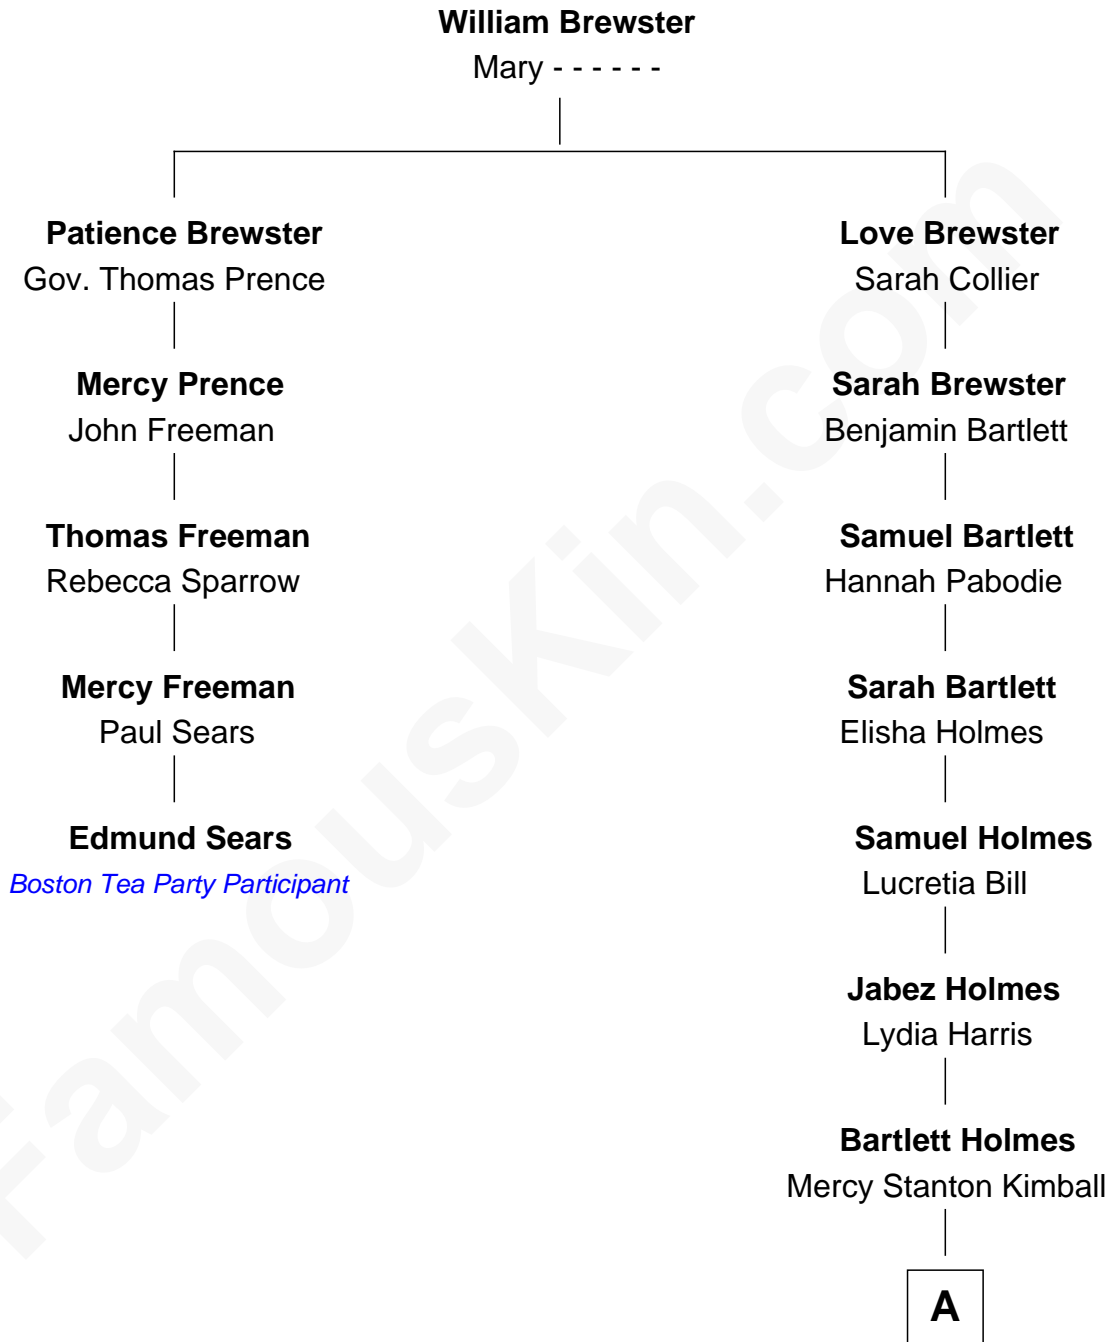 William Brewster
Mary - - - - - -
Patience Brewster
Gov. Thomas Prence
Love Brewster
Sarah Collier
Mercy Prence
John Freeman
Sarah Brewster
Benjamin Bartlett
Thomas Freeman
Rebecca Sparrow
Samuel Bartlett
Hannah Pabodie
Mercy Freeman
Paul Sears
Sarah Bartlett
Elisha Holmes
Edmund Sears
Boston Tea Party Participant
Samuel Holmes
Lucretia Bill
Jabez Holmes
Lydia Harris
Bartlett Holmes
Mercy Stanton Kimball
A
FamousKin.com